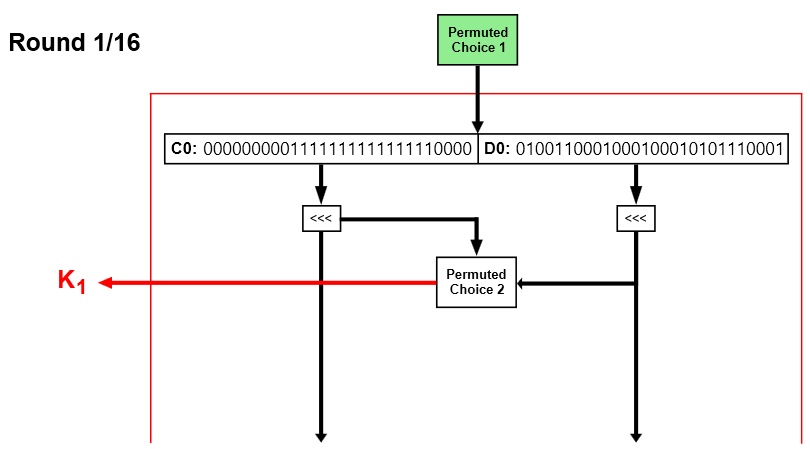 Round 1/16
Permuted
Choice 1
C0: 0000000001111111111111110000 D0: 0100110001000100010101110001
<<< <<<
Permuted
Choice 2
K1